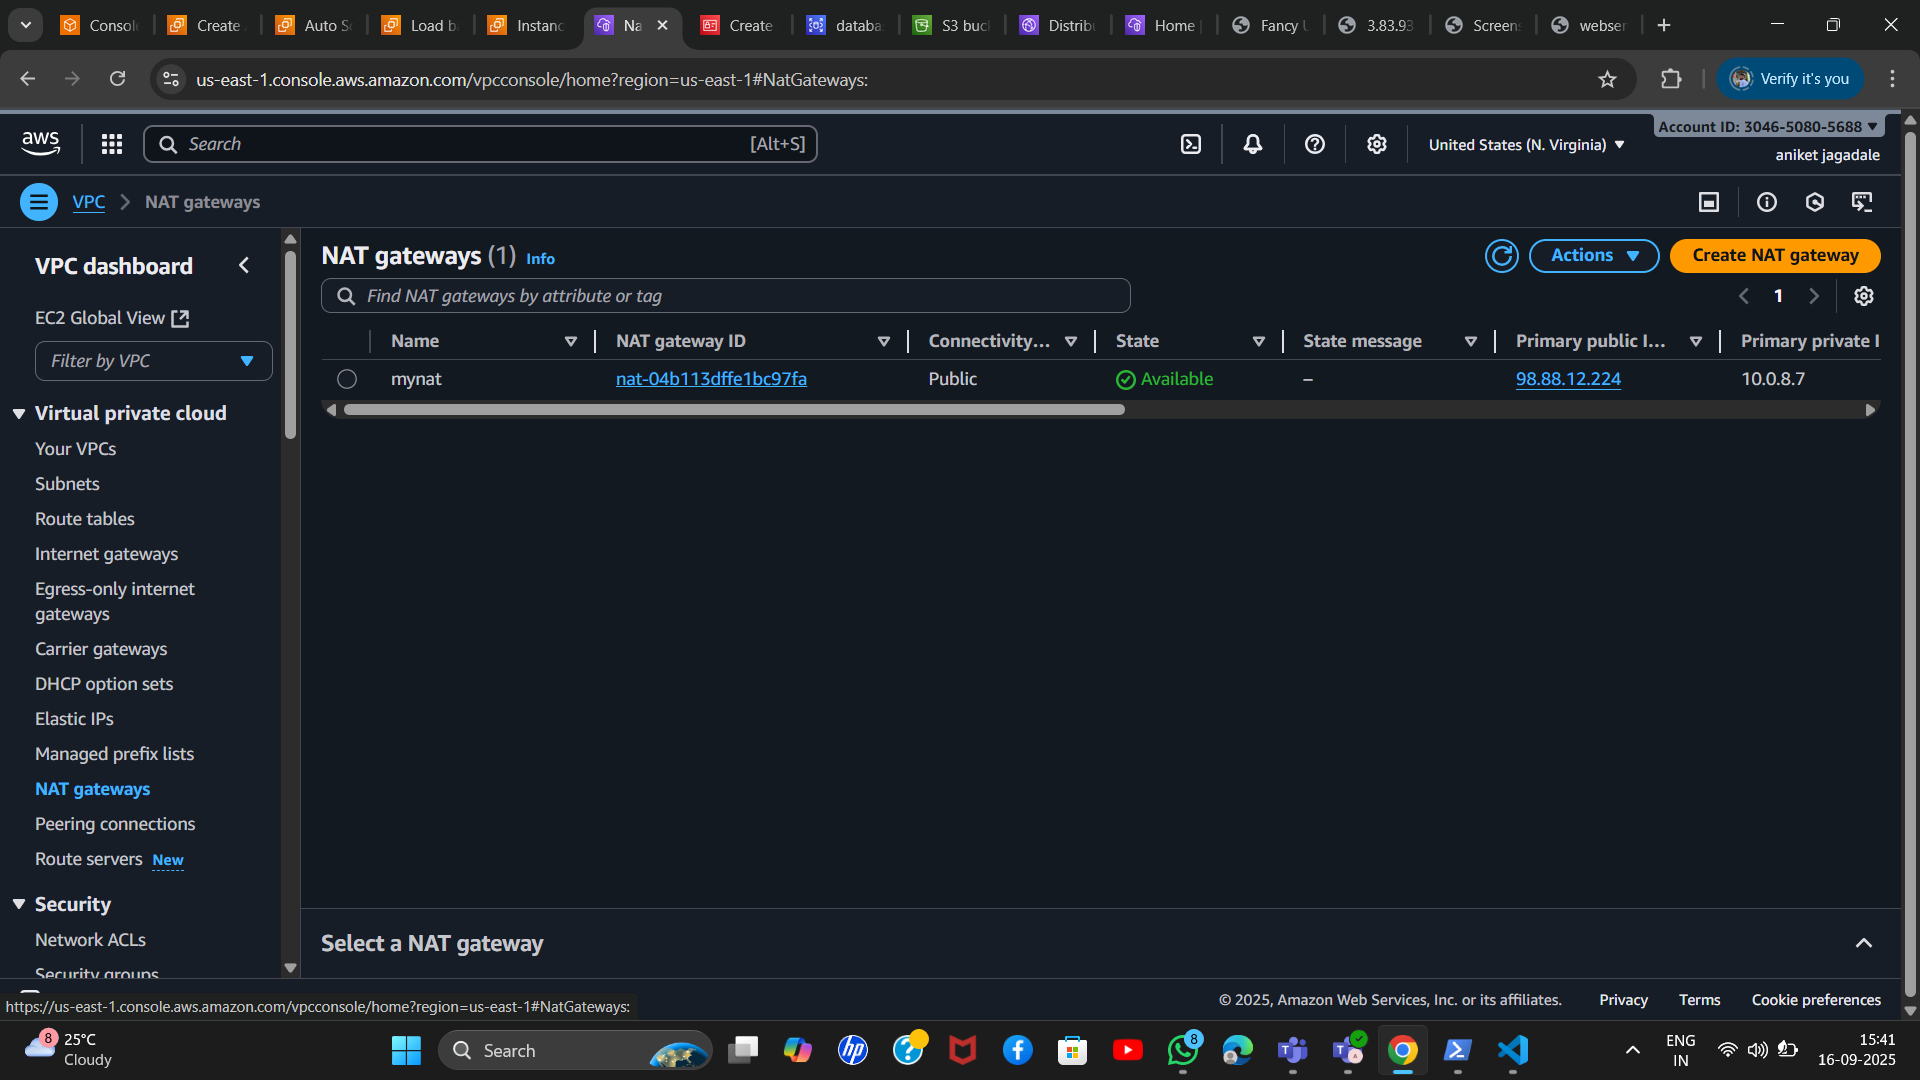 Consol
Create
Auto Sc
Load b
Instanc
Na
Create
databa
S3 buc
Distrib
Home
Fancy U
3.83.93
Screens
webser
us-east-1.console.aws.amazon.com/vpcconsole/home?region=us-east-1#NatGateways:
Verify it's you
aws
Search
[Alt+S]
United States (N. Virginia)
Account ID: 3046-5080-5688
aniket jagadale
VPC
NAT gateways
VPC dashboard
EC2 Global View
Filter by VPC
Virtual private cloud
Your VPCs
Subnets
Route tables
Internet gateways
Egress-only internet
gateways
Carrier gateways
DHCP option sets
Elastic IPs
Managed prefix lists
NAT gateways
Peering connections
Route servers New
Security
Network ACLs
Security groups
NAT gateways (1) Info
Actions
Create NAT gateway
Find NAT gateways by attribute or tag
1
Name
NAT gateway ID
Connectivity...
State
State message
Primary public I...
Primary private I
mynat
nat-04b113dffe1bc97fa
Public
Available
–
98.88.12.224
10.0.8.7
Select a NAT gateway
https://us-east-1.console.aws.amazon.com/vpcconsole/home?region=us-east-1#NatGateways:
© 2025, Amazon Web Services, Inc. or its affiliates.
Privacy
Terms
Cookie preferences
8
25°C
Cloudy
Search
hp
8
ENG
IN
15:41
16-09-2025